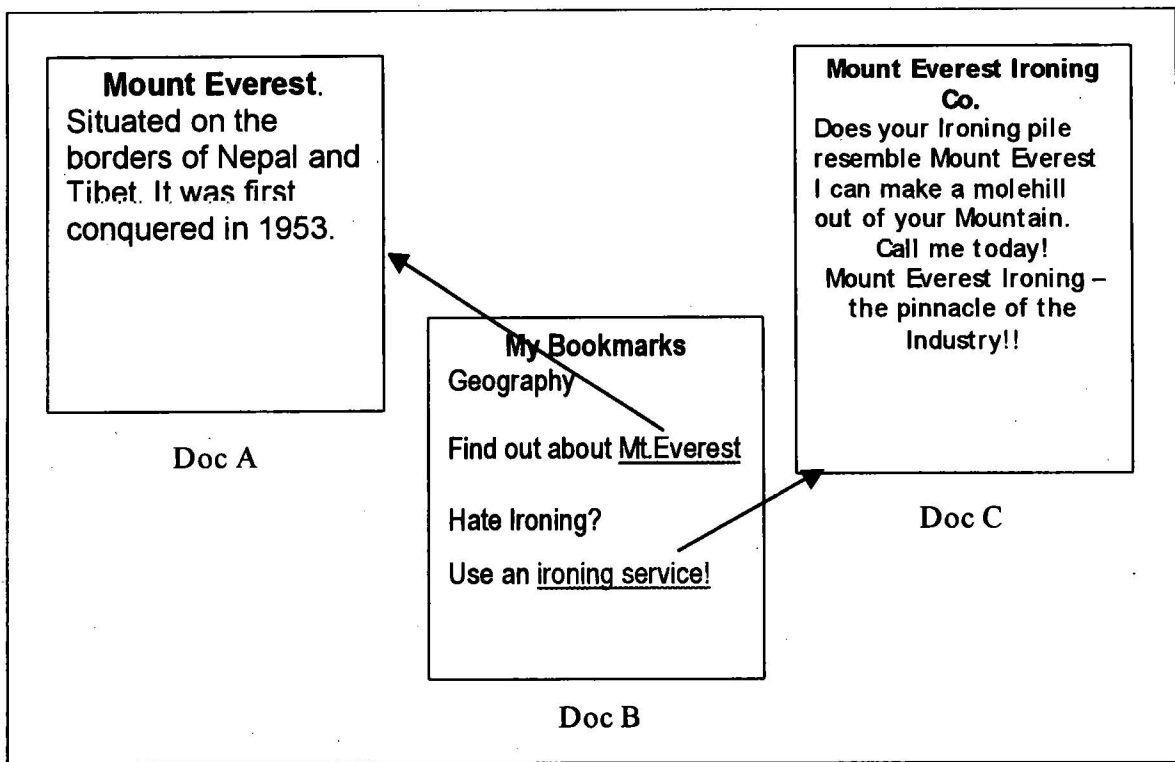 Mount Everest.
Situated on the
borders of Nepal and
Tibet. It was first
conquered in 1953.
Doc A
My Bookmarks
Geography
Find out about Mt.Everest
Hate Ironing?
Use an ironing service!
Doc B
Mount Everest Ironing
Co.
Does your Ironing pile
resemble Mount Everest
I can make a molehill
out of your Mountain.
Call me today!
Mount Everest Ironing –
the pinnacle of the
Industry!!
Doc C